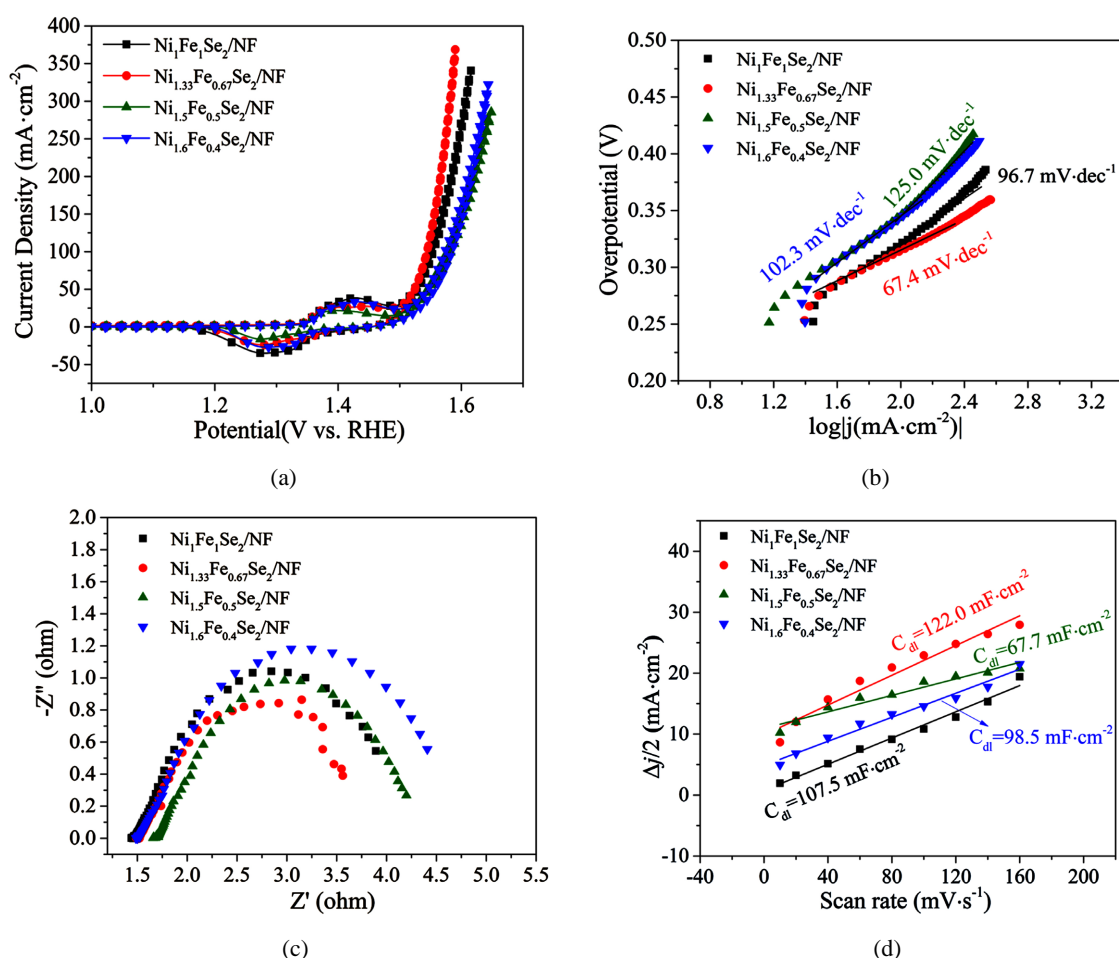 400
350
300
250
200
150
100
50
0
-50
Current Density (mA·cm⁻²)
Ni₁Fe₁Se₂/NF
Ni₁.₃₃Fe₀.₆₇Se₂/NF
Ni₁.₅Fe₀.₅Se₂/NF
Ni₁.₆Fe₀.₄Se₂/NF
1.0 1.2 1.4 1.6
Potential(V vs. RHE)
(a)
0.50
0.45
0.40
0.35
0.30
0.25
0.20
Overpotential (V)
Ni₁Fe₁Se₂/NF
Ni₁.₃₃Fe₀.₆₇Se₂/NF
Ni₁.₅Fe₀.₅Se₂/NF
Ni₁.₆Fe₀.₄Se₂/NF
125.0 mV·dec⁻¹
96.7 mV·dec⁻¹
102.3 mV·dec⁻¹
67.4 mV·dec⁻¹
0.8 1.2 1.6 2.0 2.4 2.8 3.2
log|j(mA·cm⁻²)|
(b)
2.0
1.8
1.6
1.4
1.2
1.0
0.8
0.6
0.4
0.2
0.0
-Z" (ohm)
Ni₁Fe₁Se₂/NF
Ni₁.₃₃Fe₀.₆₇Se₂/NF
Ni₁.₅Fe₀.₅Se₂/NF
Ni₁.₆Fe₀.₄Se₂/NF
1.5 2.0 2.5 3.0 3.5 4.0 4.5 5.0 5.5
Z' (ohm)
(c)
40
30
20
10
0
-10
Δj/2 (mA·cm⁻²)
Ni₁Fe₁Se₂/NF
Ni₁.₃₃Fe₀.₆₇Se₂/NF
Ni₁.₅Fe₀.₅Se₂/NF
Ni₁.₆Fe₀.₄Se₂/NF
C_dl=122.0 mF·cm⁻²
C_dl=67.7 mF·cm⁻²
C_dl=98.5 mF·cm⁻²
C_dl=107.5 mF·cm⁻²
-40 0 40 80 120 160 200
Scan rate (mV·s⁻¹)
(d)